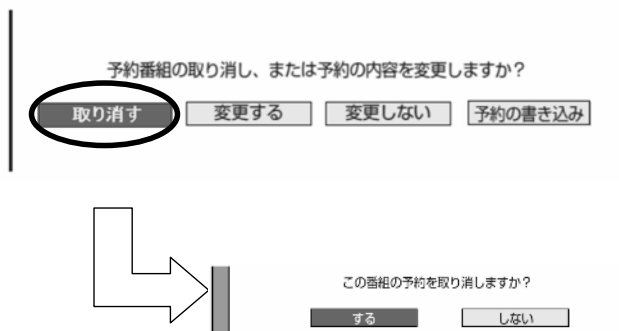 予約番組の取り消し、または予約の内容を変更しますか？
取り消す 変更する 変更しない 予約の書き込み
この番組の予約を取り消しますか？
する しない